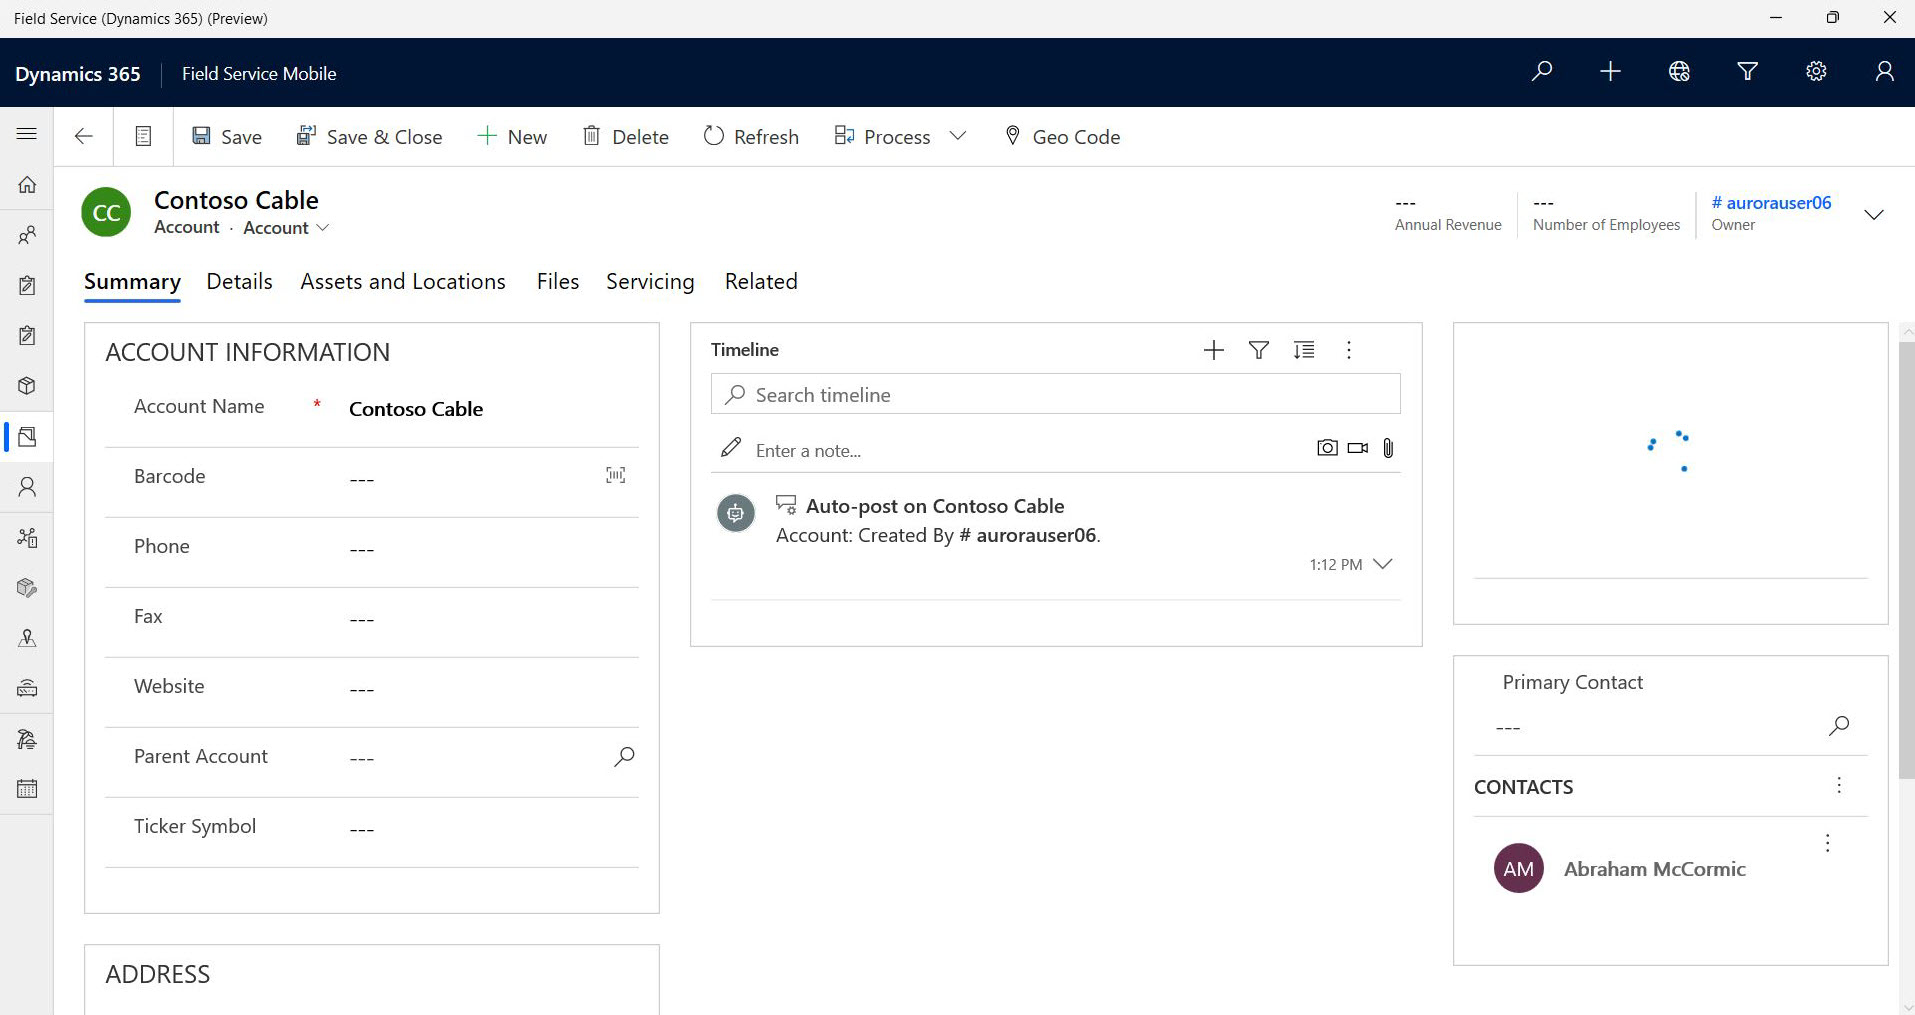 Field Service (Dynamics 365) (Preview)
Dynamics 365
Field Service Mobile
Save
Save & Close
New
Delete
Refresh
Process
Geo Code
CC
Contoso Cable
Account · Account
---
Annual Revenue
---
Number of Employees
# aurorauser06
Owner
Summary
Details
Assets and Locations
Files
Servicing
Related
ACCOUNT INFORMATION
Account Name * Contoso Cable
Barcode ---
Phone ---
Fax ---
Website ---
Parent Account ---
Ticker Symbol ---
ADDRESS
Timeline
Search timeline
Enter a note...
Auto-post on Contoso Cable
Account: Created By # aurorauser06.
1:12 PM
Primary Contact
---
CONTACTS
AM
Abraham McCormic